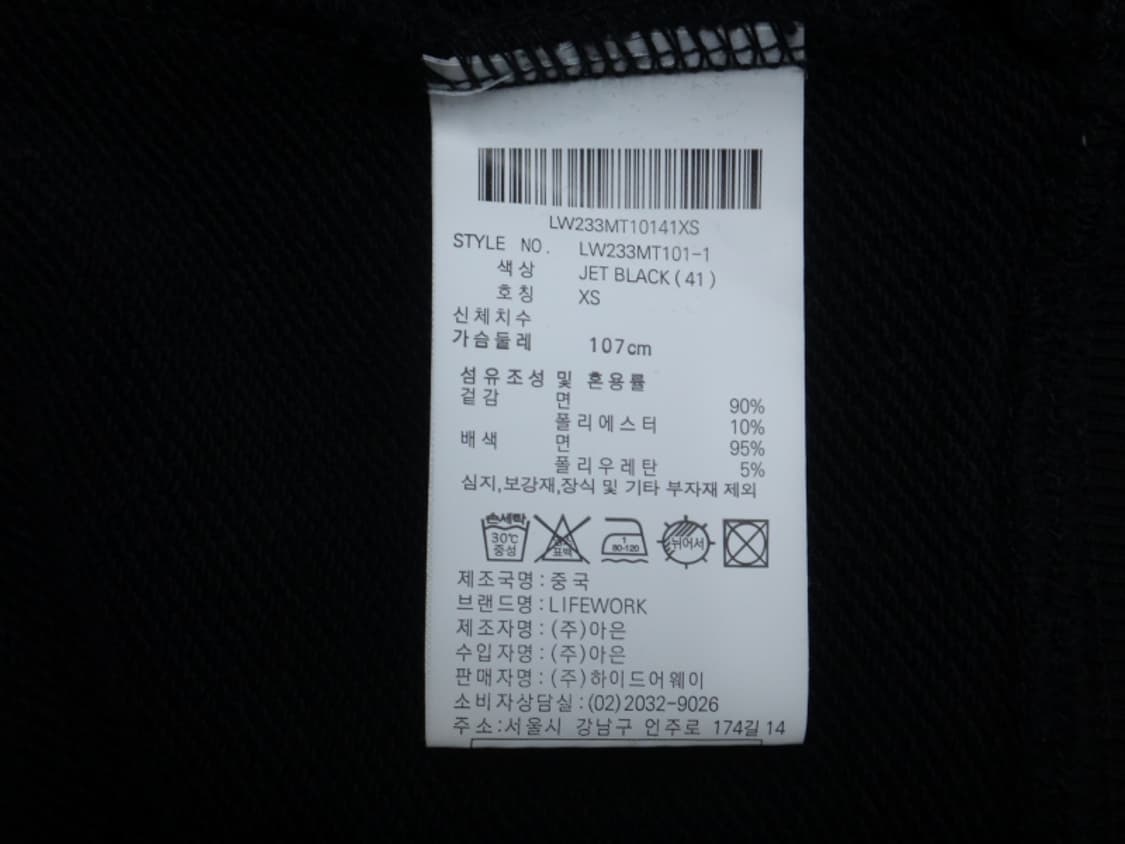 LW233MT10141XS
STYLE NO. LW233MT101-1
색상 JET BLACK(41)
호칭 XS
신체치수
가슴둘레 107cm
섬유조성 및 혼용률
겉감 면 90%
폴리에스터 10%
배색 면 95%
폴리우레탄 5%
심지,보강재,장식 및 기타 부자재 제외
손세탁 30℃ 중성 표백 1 80-120 뉘어서
제조국명:중국
브랜드명:LIFEWORK
제조자명:(주)아은
수입자명:(주)아은
판매자명:(주)하이드어웨이
소비자상담실:(02)2032-9026
주소:서울시 강남구 언주로 174길 14